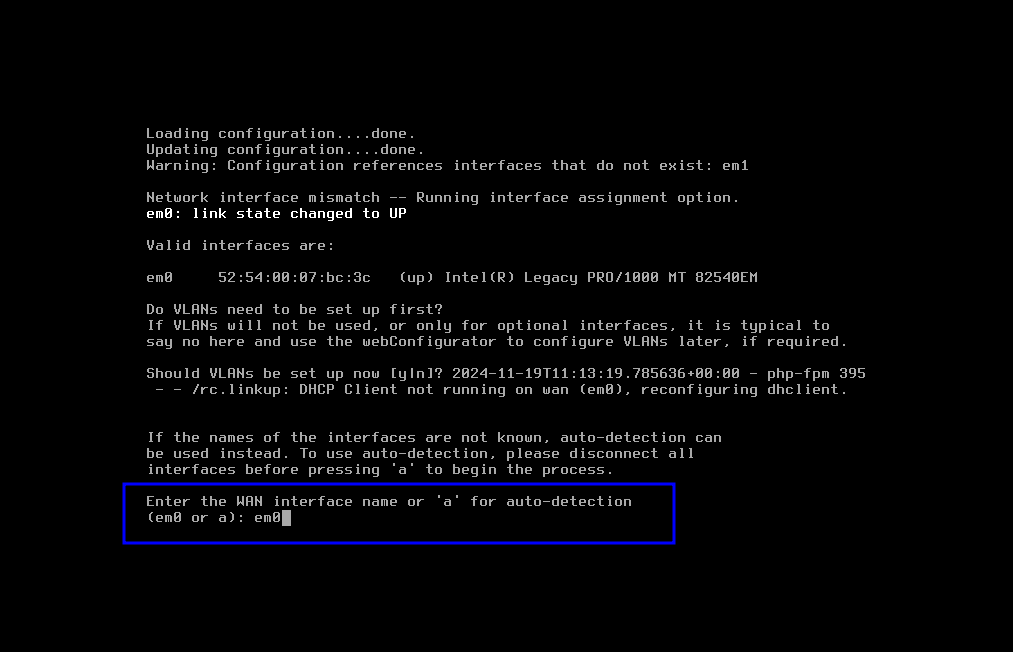 Loading configuration....done.
Updating configuration....done.
Warning: Configuration references interfaces that do not exist: em1
Network interface mismatch -- Running interface assignment option.
em0: link state changed to UP
Valid interfaces are:
em0     52:54:00:07:bc:3c   (up) Intel(R) Legacy PRO/1000 MT 82540EM
Do VLANs need to be set up first?
If VLANs will not be used, or only for optional interfaces, it is typical to
say no here and use the webConfigurator to configure VLANs later, if required.
Should VLANs be set up now [y|n]? 2024-11-19T11:13:19.785636+00:00 - php-fpm 395
 - - /rc.linkup: DHCP Client not running on wan (em0), reconfiguring dhclient.
If the names of the interfaces are not known, auto-detection can
be used instead. To use auto-detection, please disconnect all
interfaces before pressing 'a' to begin the process.
Enter the WAN interface name or 'a' for auto-detection
(em0 or a): em0